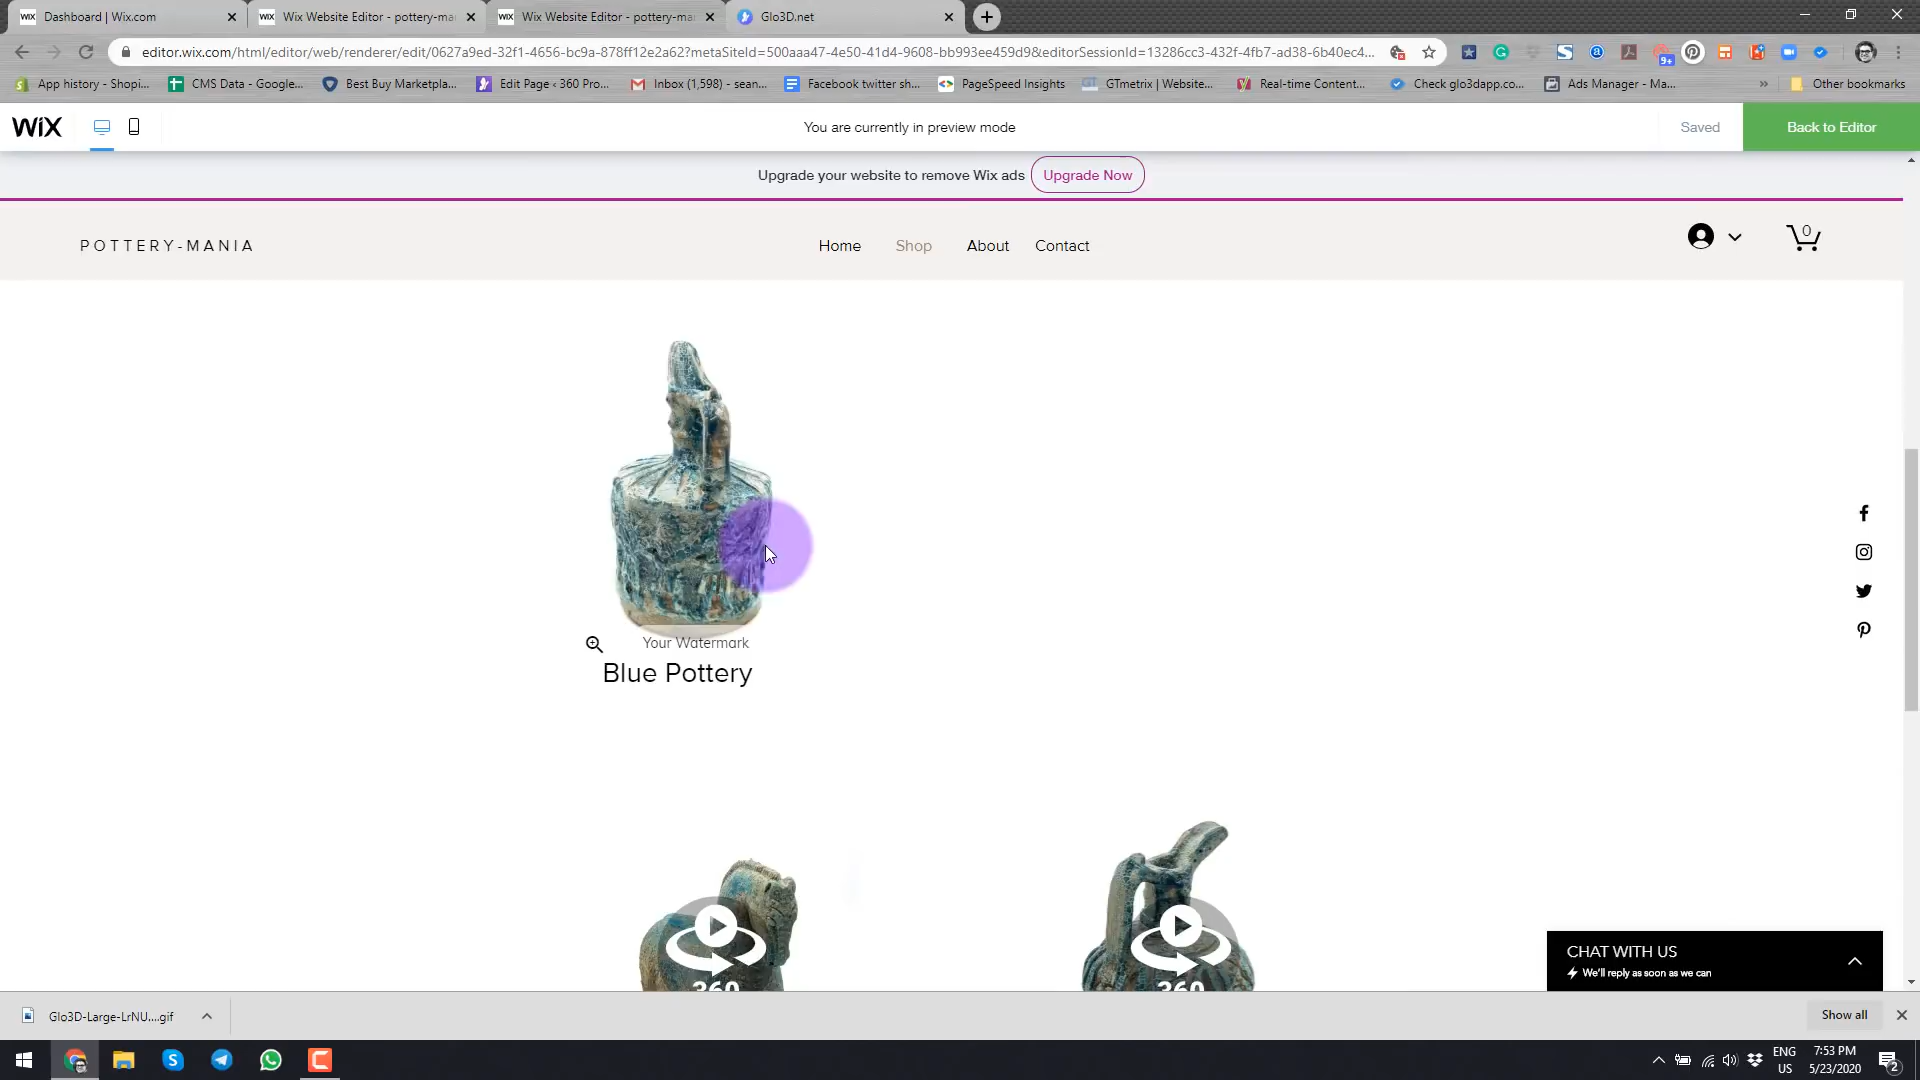 Dashboard | Wix.com
Wix Website Editor - pottery-ma
Wix Website Editor - pottery-ma
Glo3D.net
editor.wix.com/html/editor/web/renderer/edit/0627a9ed-32f1-4656-bc9a-878ff12e2a62?metaSiteId=500aaa47-4e50-41d4-9608-bb993ee459d9&editorSessionId=13286cc3-432f-4fb7-ad38-6b40ec4...
9+
App history - Shopi...
CMS Data - Google...
Best Buy Marketpla...
Edit Page ‹ 360 Pro...
Inbox (1,598) - sean...
Facebook twitter sh...
PageSpeed Insights
GTmetrix | Website...
Real-time Content...
Check glo3dapp.co...
Ads Manager - Ma...
Other bookmarks
WiX
You are currently in preview mode
Saved
Back to Editor
Upgrade your website to remove Wix ads
Upgrade Now
POTTERY-MANIA
Home
Shop
About
Contact
0
Your Watermark
Blue Pottery
360
360
CHAT WITH US
We'll reply as soon as we can
Glo3D-Large-LrNU....gif
Show all
ENG
US
7:53 PM
5/23/2020
2